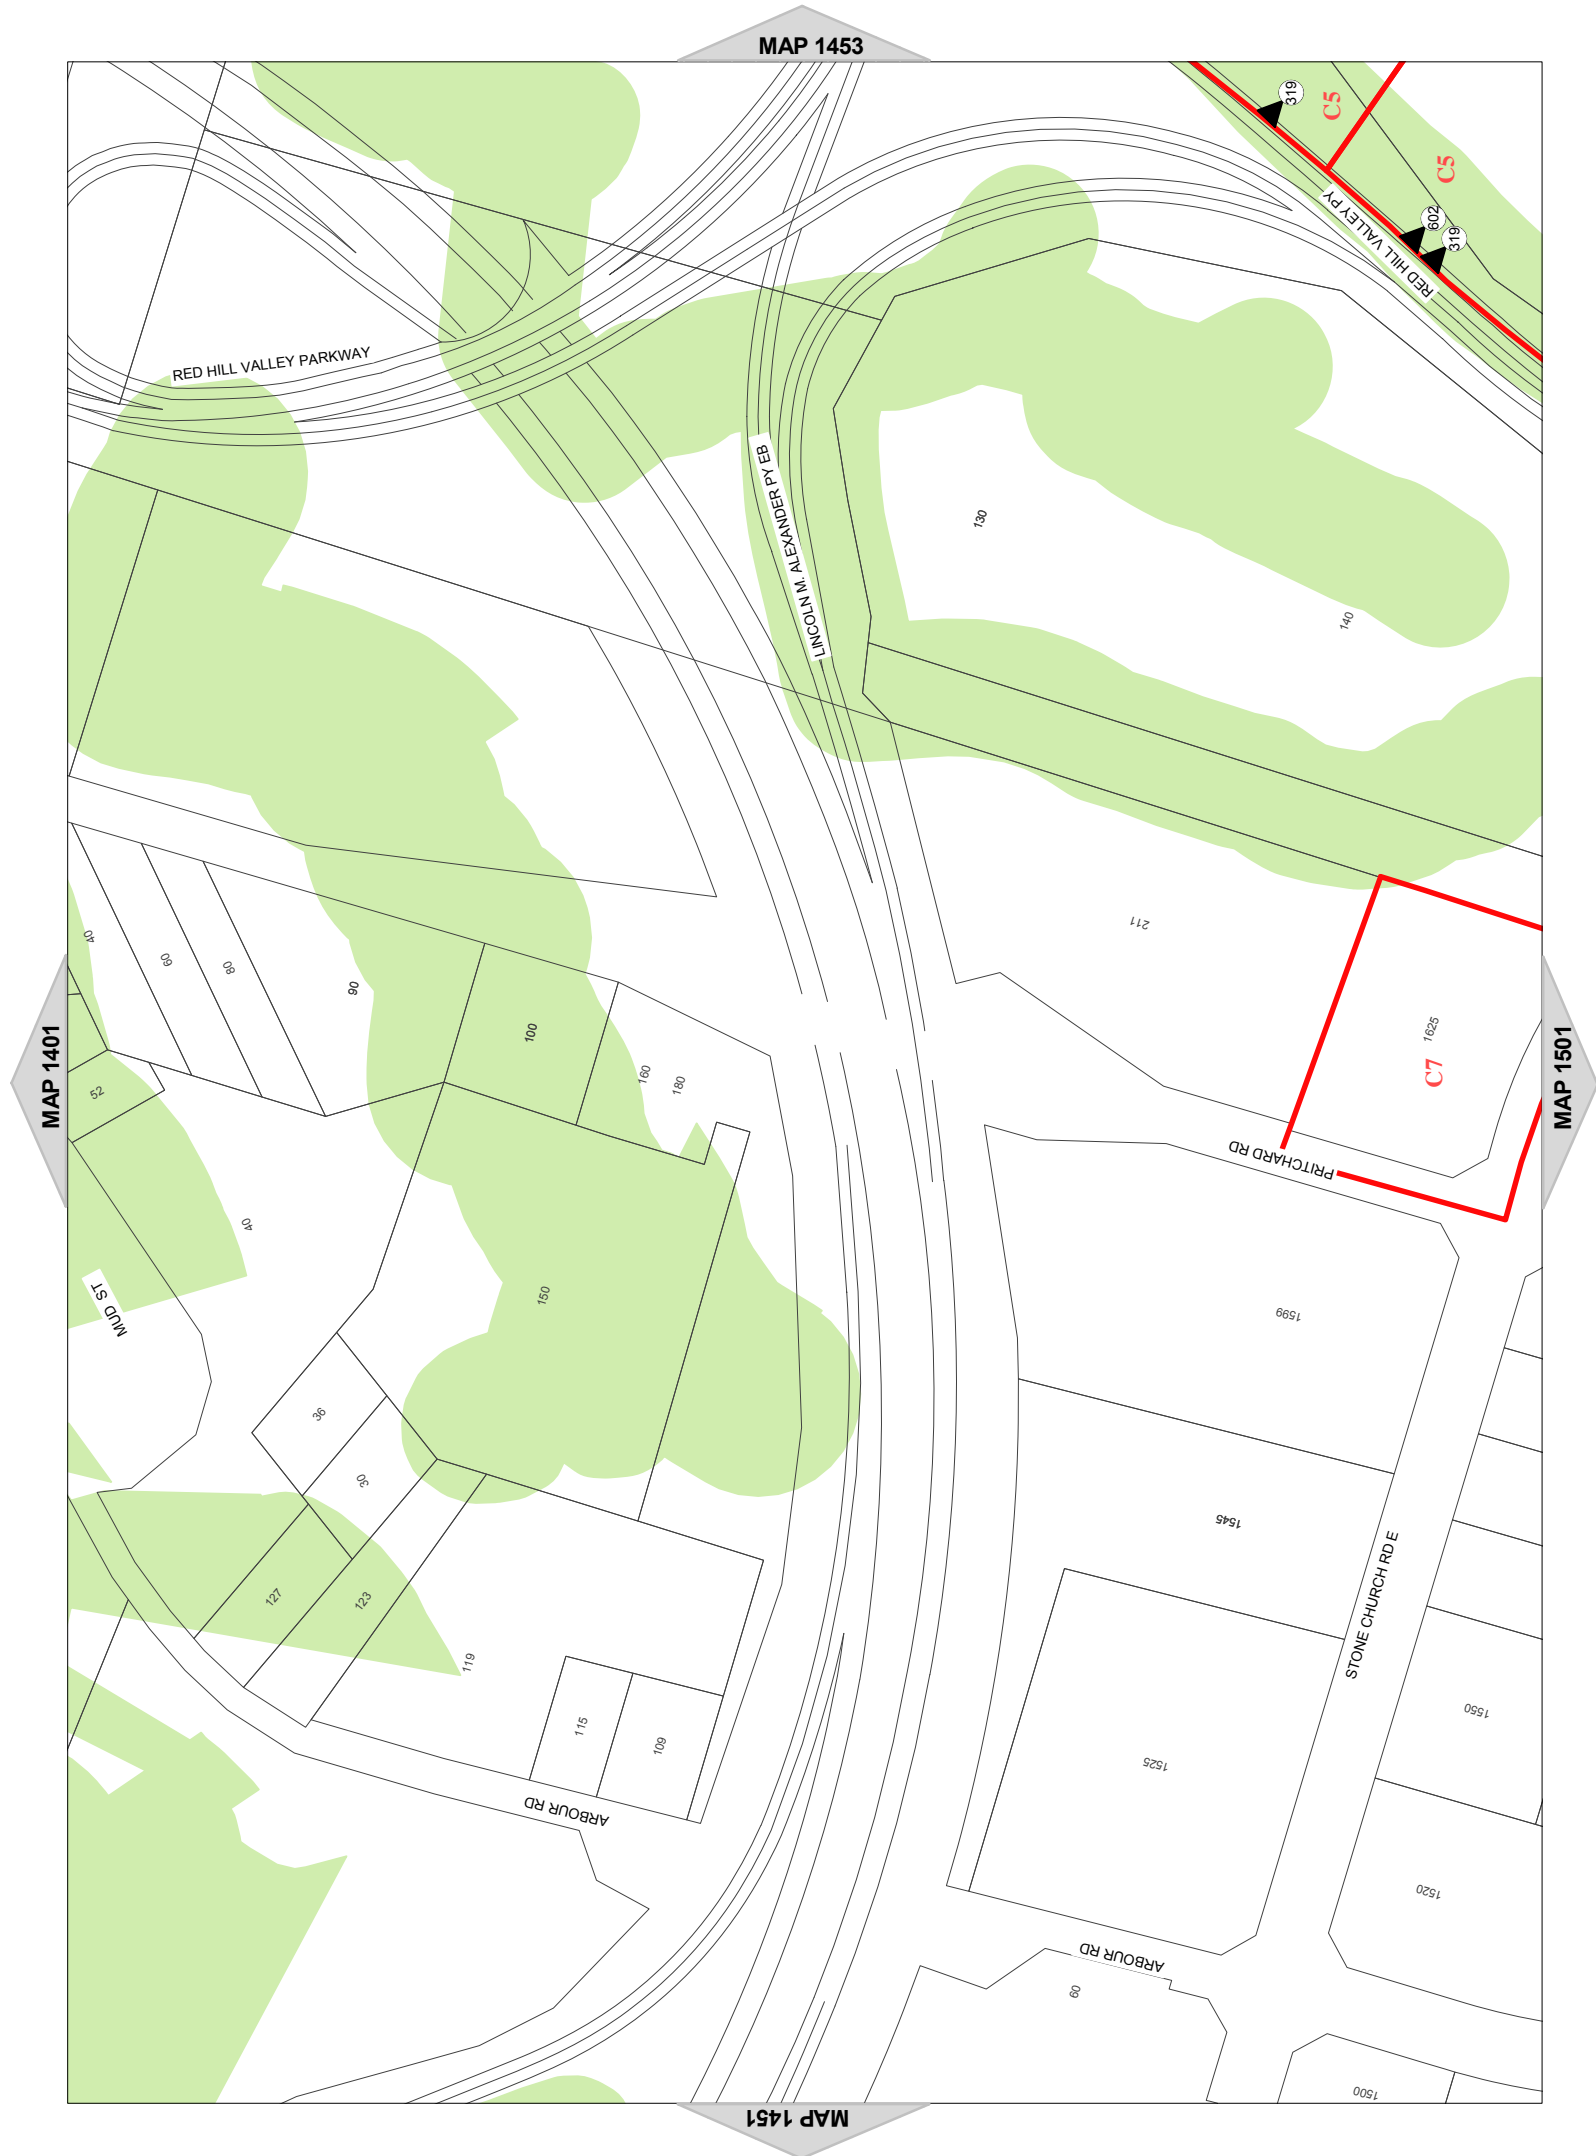 MAP 1453
319
C5
C5
602
319
RED HILL VALLEY PY
RED HILL VALLEY PARKWAY
LINCOLN M. ALEXANDER PY EB
130
140
211
40
60
80
90
100
160
180
1625
C7
MAP 1401
MAP 1501
52
PRITCHARD RD
40
MUD ST
150
1599
36
30
1545
127
123
STONE CHURCH RD E
119
115
109
1550
1525
ARBOUR RD
1520
ARBOUR RD
60
1500
MAP 1451